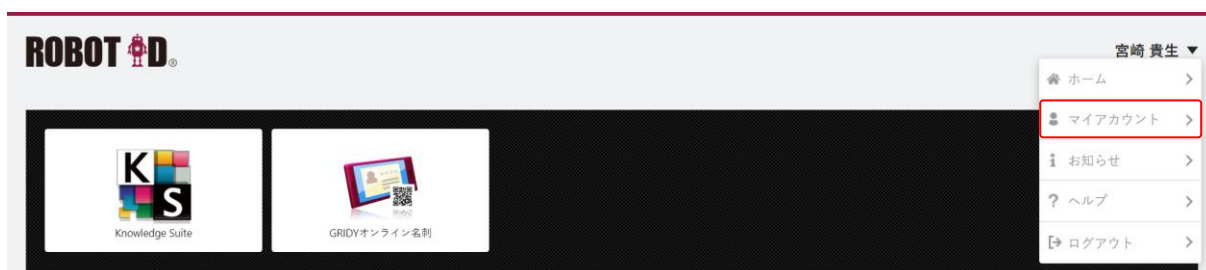 ROBOT ID®
宮崎 貴生 ▼
ホーム
マイアカウント
お知らせ
? ヘルプ
ログアウト
K
S
Knowledge Suite
GRIDYオンライン名刺